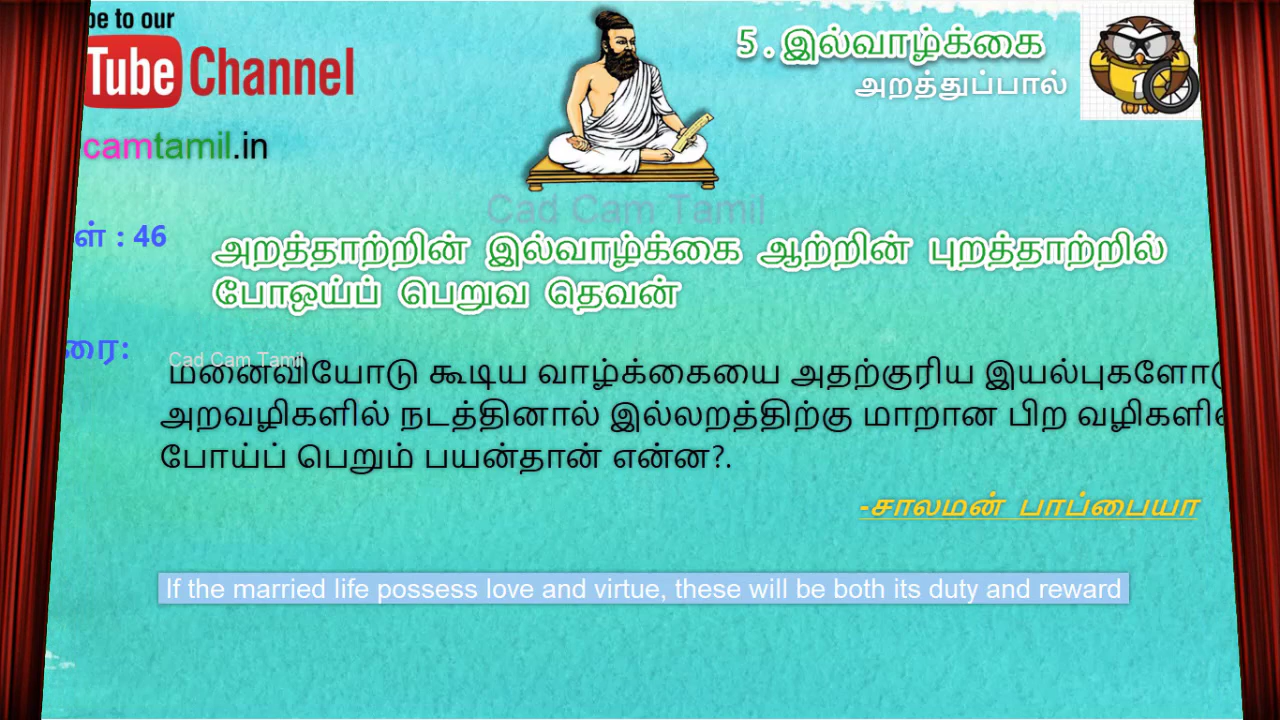 be to our
Tube Channel
camtamil.in
5 . இல்வாழ்க்கை
அறத்துப்பால்
Cad Cam Tamil
ள் : 46
அறத்தாற்றின் இல்வாழ்க்கை ஆற்றின் புறத்தாற்றில்
போஒய்ப் பெறுவ தெவன்
ரை:
Cad Cam Tamil
மனைவியோடு கூடிய வாழ்க்கையை அதற்குரிய இயல்புகளோடு
அறவழிகளில் நடத்தினால் இல்லறத்திற்கு மாறான பிற வழிகளில்
போய்ப் பெறும் பயன்தான் என்ன?.
-சாலமன் பாப்பையா
If the married life possess love and virtue, these will be both its duty and reward